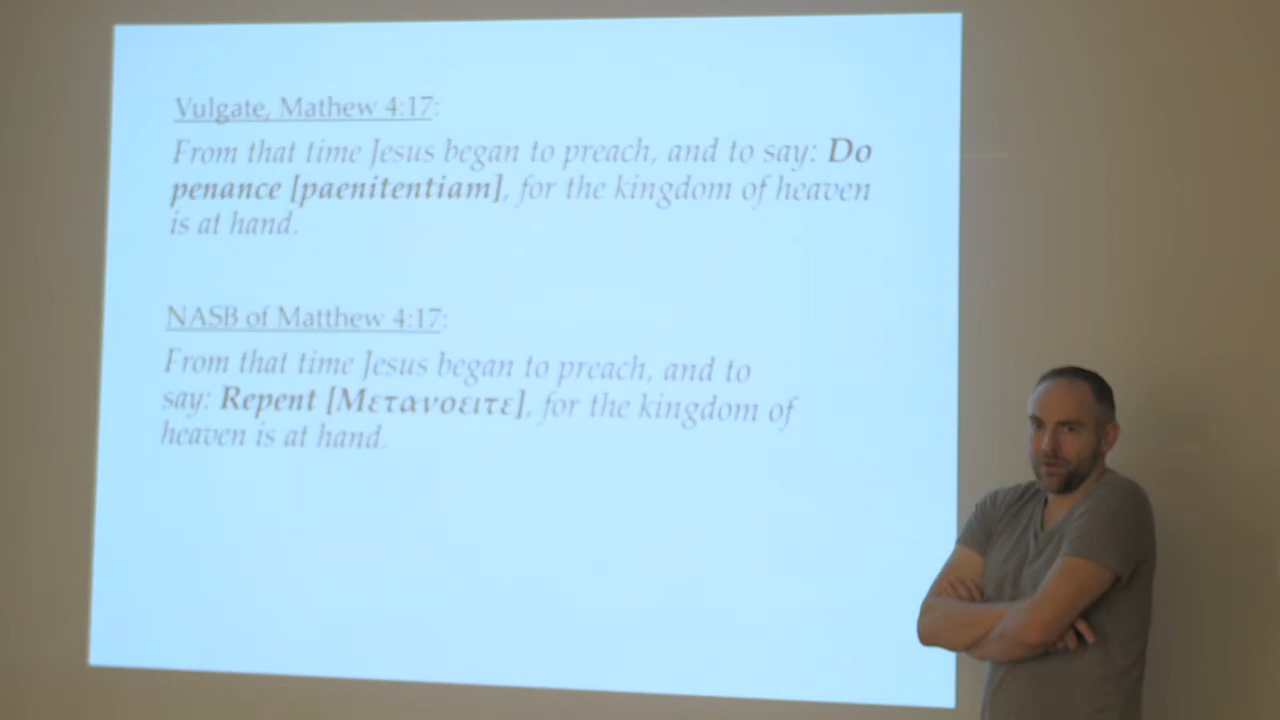 Vulgate, Mathew 4:17:
From that time Jesus began to preach, and to say: Do
penance [paenitentiam], for the kingdom of heaven
is at hand.
NASB of Matthew 4:17:
From that time Jesus began to preach, and to
say: Repent [Μετανοειτε], for the kingdom of
heaven is at hand.